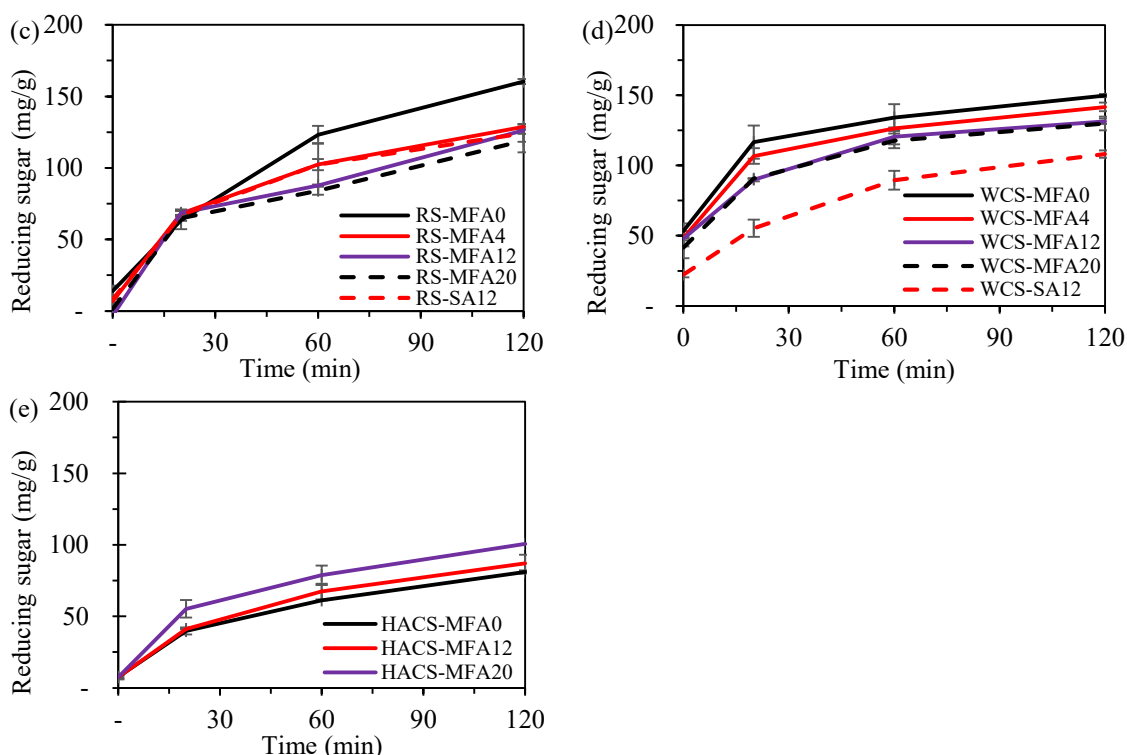 (c)
Reducing sugar (mg/g)
200
150
100
50
-
-
30
60
90
120
Time (min)
RS-MFA0
RS-MFA4
RS-MFA12
RS-MFA20
RS-SA12
(d)
Reducing sugar (mg/g)
200
150
100
50
-
0
30
60
90
120
Time (min)
WCS-MFA0
WCS-MFA4
WCS-MFA12
WCS-MFA20
WCS-SA12
(e)
Reducing sugar (mg/g)
200
150
100
50
-
-
30
60
90
120
Time (min)
HACS-MFA0
HACS-MFA12
HACS-MFA20